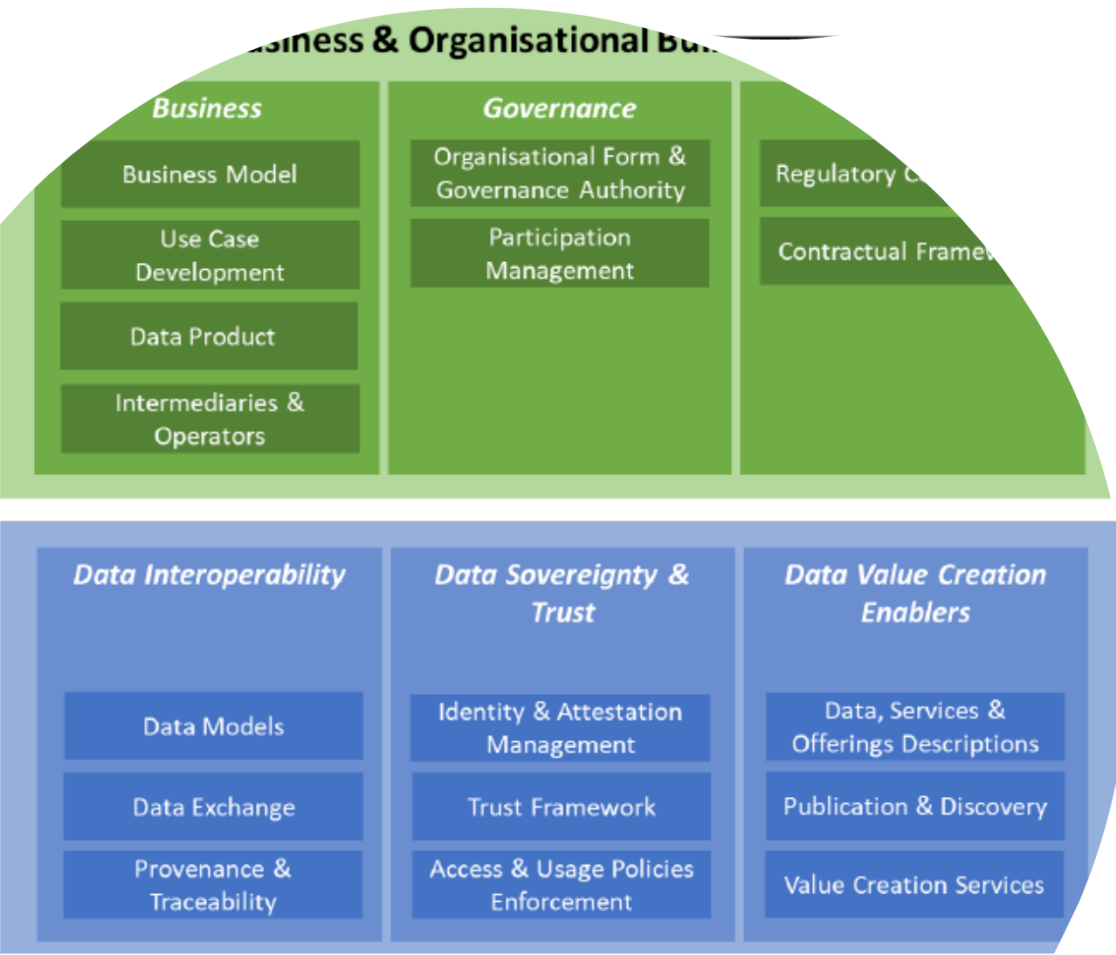 & Organisational
Business
Business Model
Use Case
Development
Data Product
Intermediaries &
Operators
Governance
Organisational Form &
Governance Authority
Participation
Management
Regulatory
Contractual
Data Interoperability
Data Models
Data Exchange
Provenance &
Traceability
Data Sovereignty &
Trust
Identity & Attestation
Management
Trust Framework
Access & Usage Policies
Enforcement
Data Value Creation
Enablers
Data, Services &
Offerings Descriptions
Publication & Discovery
Value Creation Services